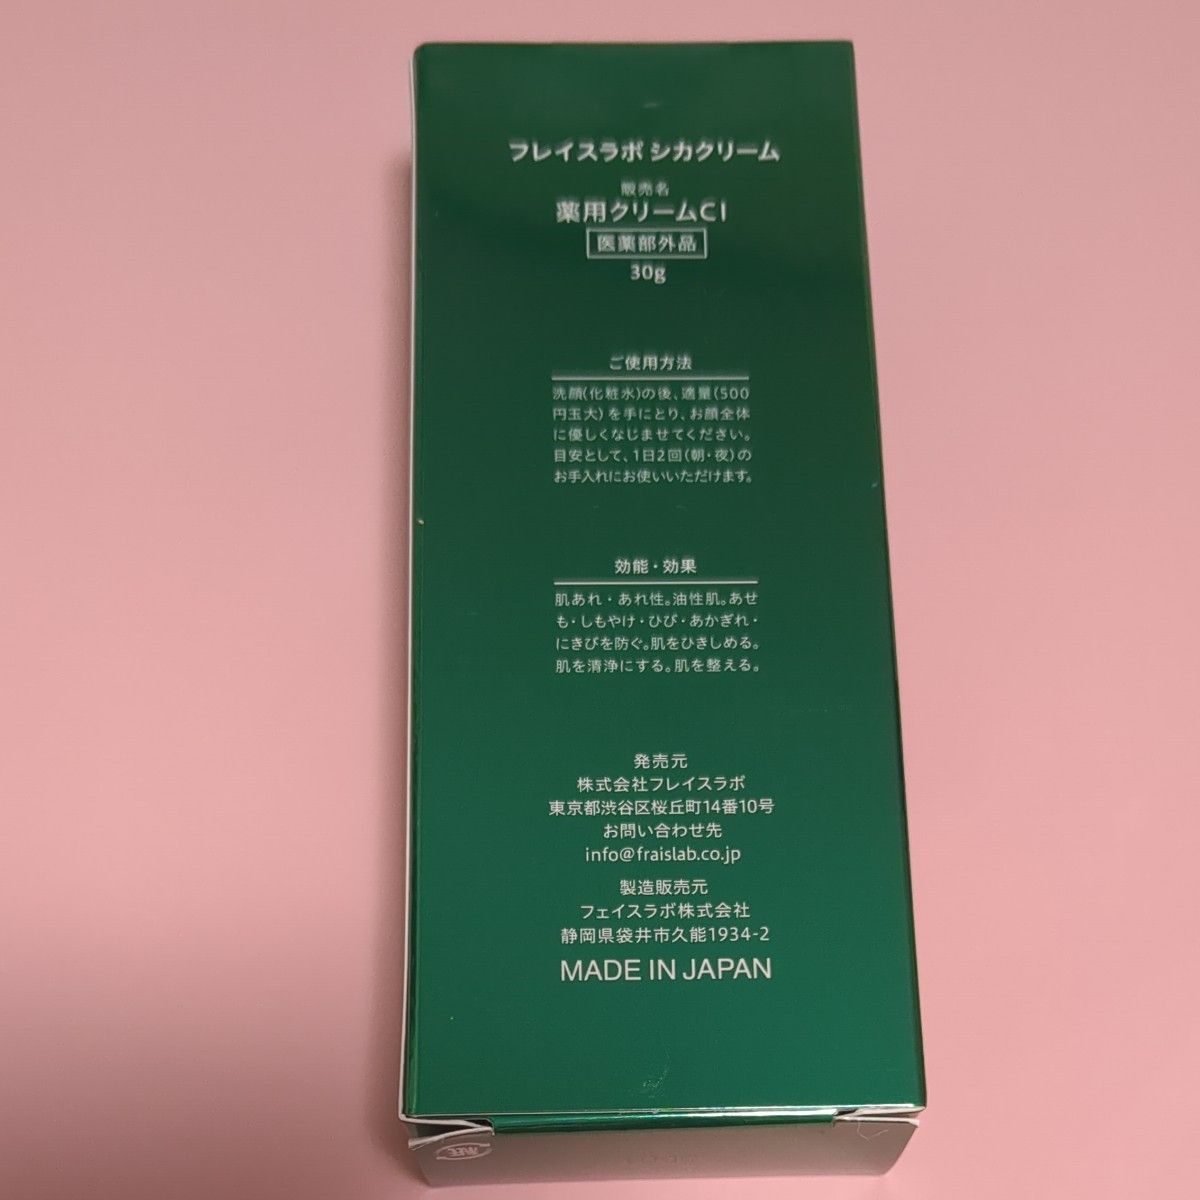 フレイスラボ シカクリーム
販売名
薬用クリームCI
医薬部外品
30g
ご使用方法
洗顔(化粧水)の後、適量(500
円玉大)を手にとり、お顔全体
に優しくなじませてください。
目安として、1日2回(朝・夜)の
お手入れにお使いいただけます。
効能・効果
肌あれ・あれ性。油性肌。あせ
も・しもやけ・ひび・あかぎれ・
にきびを防ぐ。肌をひきしめる。
肌を清浄にする。肌を整える。
発売元
株式会社フレイスラボ
東京都渋谷区桜丘町14番10号
お問い合わせ先
info@fraislab.co.jp
製造販売元
フェイスラボ株式会社
静岡県袋井市久能1934-2
MADE IN JAPAN